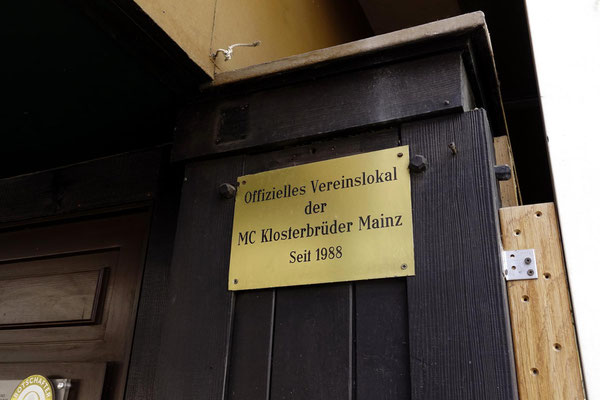 Offizielles Vereinslokal
der
MC Klosterbrüder Mainz
Seit 1988